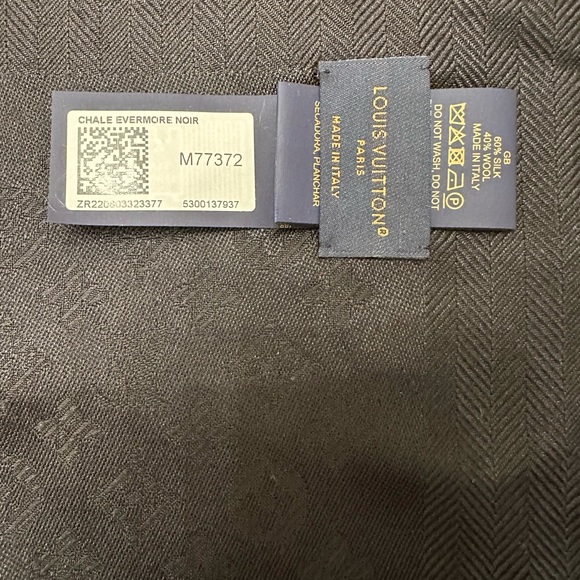 CHALE EVERMORE NOIR
M77372
ZR220603323377 5300137937
LOUIS VUITTON®
PARIS
MADE IN ITALY
SECADORA PLANCHAR
GB
60% SILK
40% WOOL
MADE IN ITALY
DO NOT WASH, DO NOT